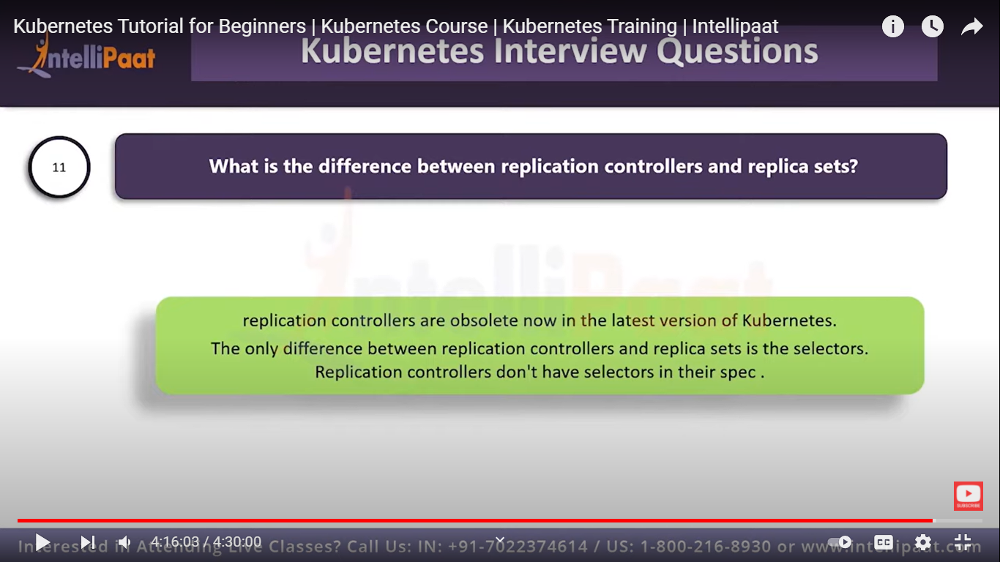 Kubernetes Tutorial for Beginners | Kubernetes Course | Kubernetes Training | Intellipaat
IntelliPaat
Kubernetes Interview Questions
11
What is the difference between replication controllers and replica sets?
IntelliPaat
replication controllers are obsolete now in the latest version of Kubernetes.
The only difference between replication controllers and replica sets is the selectors.
Replication controllers don't have selectors in their spec .
SUBSCRIBE
4:16:03 / 4:30:00
CC
Interested in Attending Live Classes? Call Us: IN: +91-7022374614 / US: 1-800-216-8930 or www.intellipaat.com